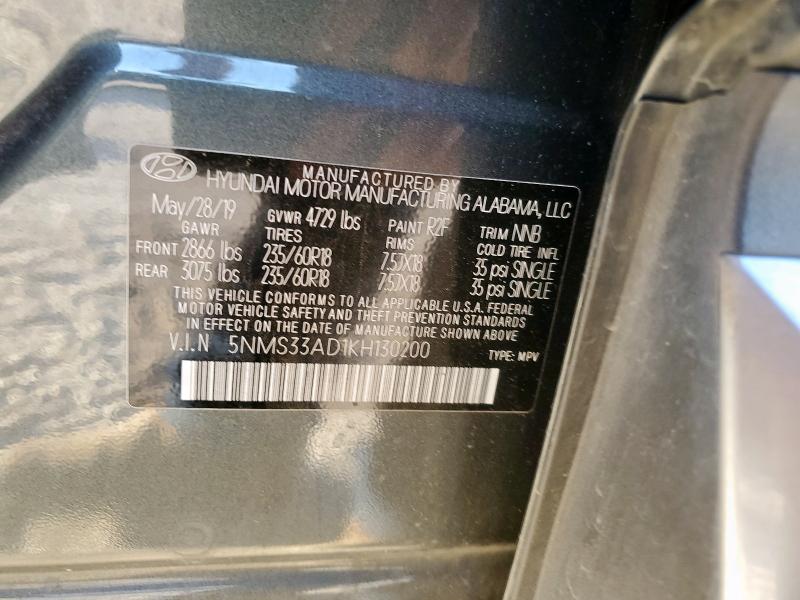 MANUFACTURED BY
HYUNDAI MOTOR MANUFACTURING ALABAMA, LLC
May/28/19 GVWR 4729 lbs PAINT R2F TRIM NNB
GAWR TIRES RIMS COLD TIRE INFL
FRONT 2866 lbs 235/60R18 7.5JX18 35 psi SINGLE
REAR 3075 lbs 235/60R18 7.5JX18 35 psi SINGLE
THIS VEHICLE CONFORMS TO ALL APPLICABLE U.S.A. FEDERAL
MOTOR VEHICLE SAFETY AND THEFT PREVENTION STANDARDS
IN EFFECT ON THE DATE OF MANUFACTURE SHOWN ABOVE
V.I.N 5NMS33AD1KH130200 TYPE: MPV